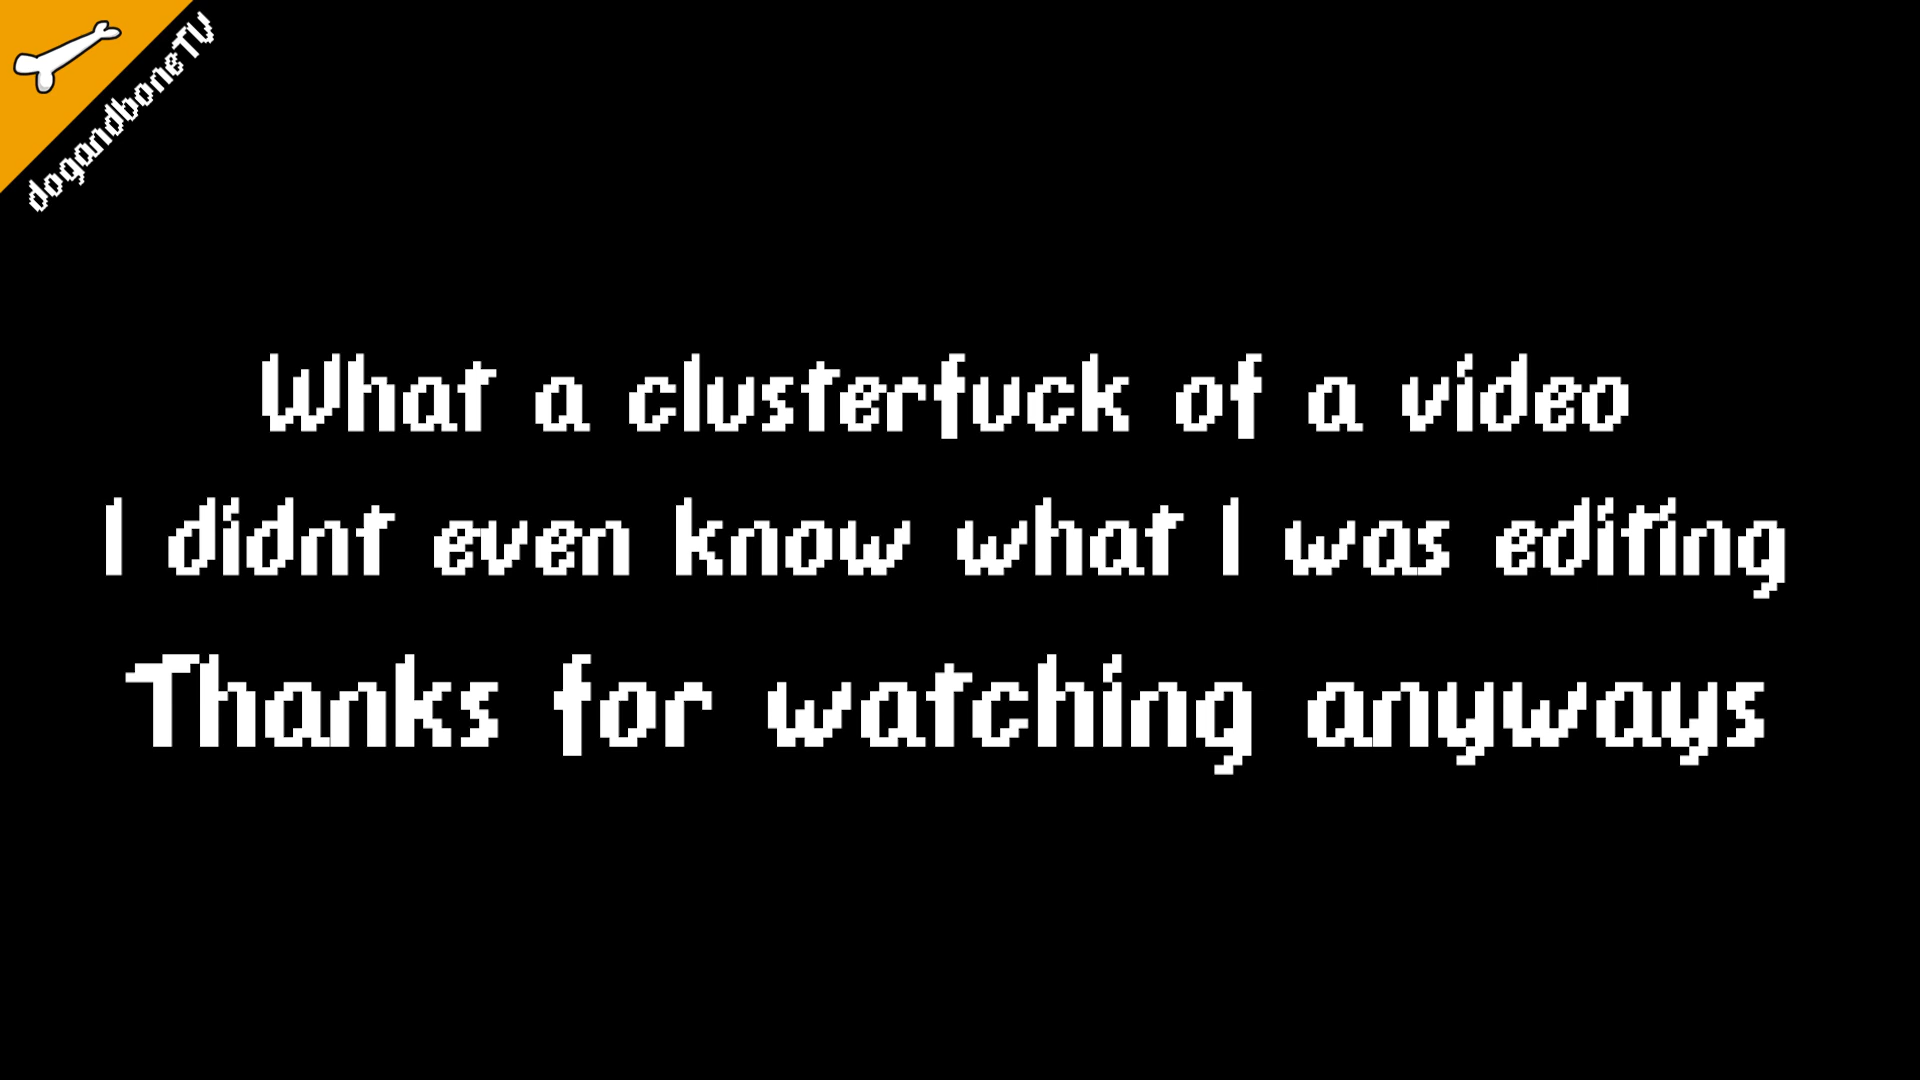 dogandboneTV
What a clusterfuck of a video
I didnt even know what I was editing
Thanks for watching anyways